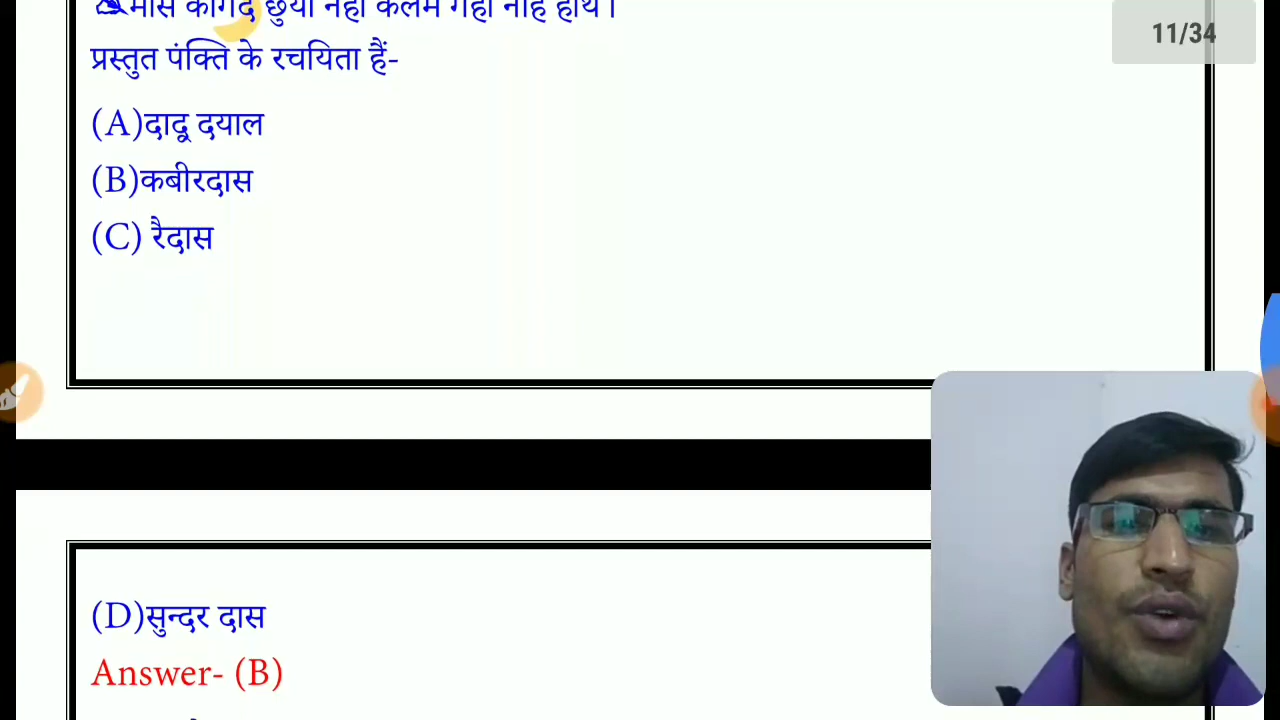 मसि कागद छुयो नहीं कलम गही नहिं हाथ।
11/34
प्रस्तुत पंक्ति के रचयिता हैं-
(A)दादू दयाल
(B)कबीरदास
(C) रैदास
(D)सुन्दर दास
Answer- (B)